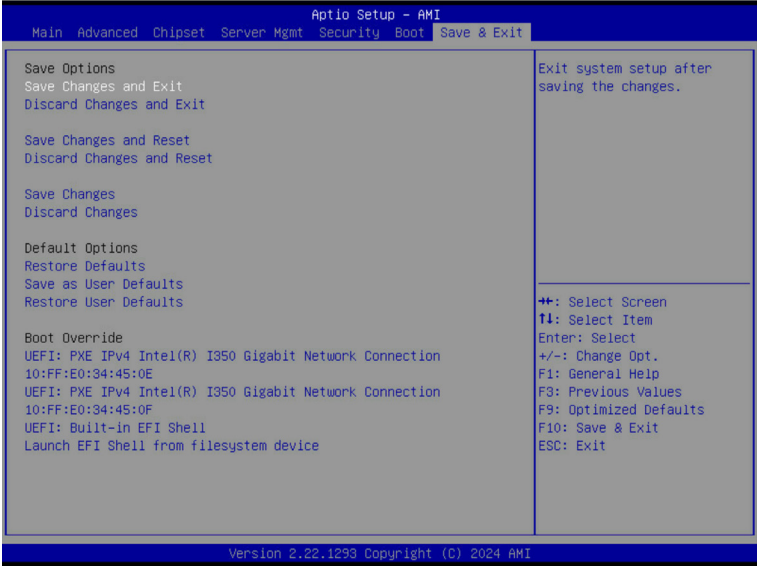 Aptio Setup - AMI
Main Advanced Chipset Server Mgmt Security Boot Save & Exit
Save Options
Save Changes and Exit
Discard Changes and Exit
Save Changes and Reset
Discard Changes and Reset
Save Changes
Discard Changes
Default Options
Restore Defaults
Save as User Defaults
Restore User Defaults
Boot Override
UEFI: PXE IPv4 Intel(R) I350 Gigabit Network Connection
10:FF:E0:34:45:0E
UEFI: PXE IPv4 Intel(R) I350 Gigabit Network Connection
10:FF:E0:34:45:0F
UEFI: Built-in EFI Shell
Launch EFI Shell from filesystem device
Exit system setup after
saving the changes.
→←: Select Screen
↑↓: Select Item
Enter: Select
+/-: Change Opt.
F1: General Help
F3: Previous Values
F9: Optimized Defaults
F10: Save & Exit
ESC: Exit
Version 2.22.1293 Copyright (C) 2024 AMI